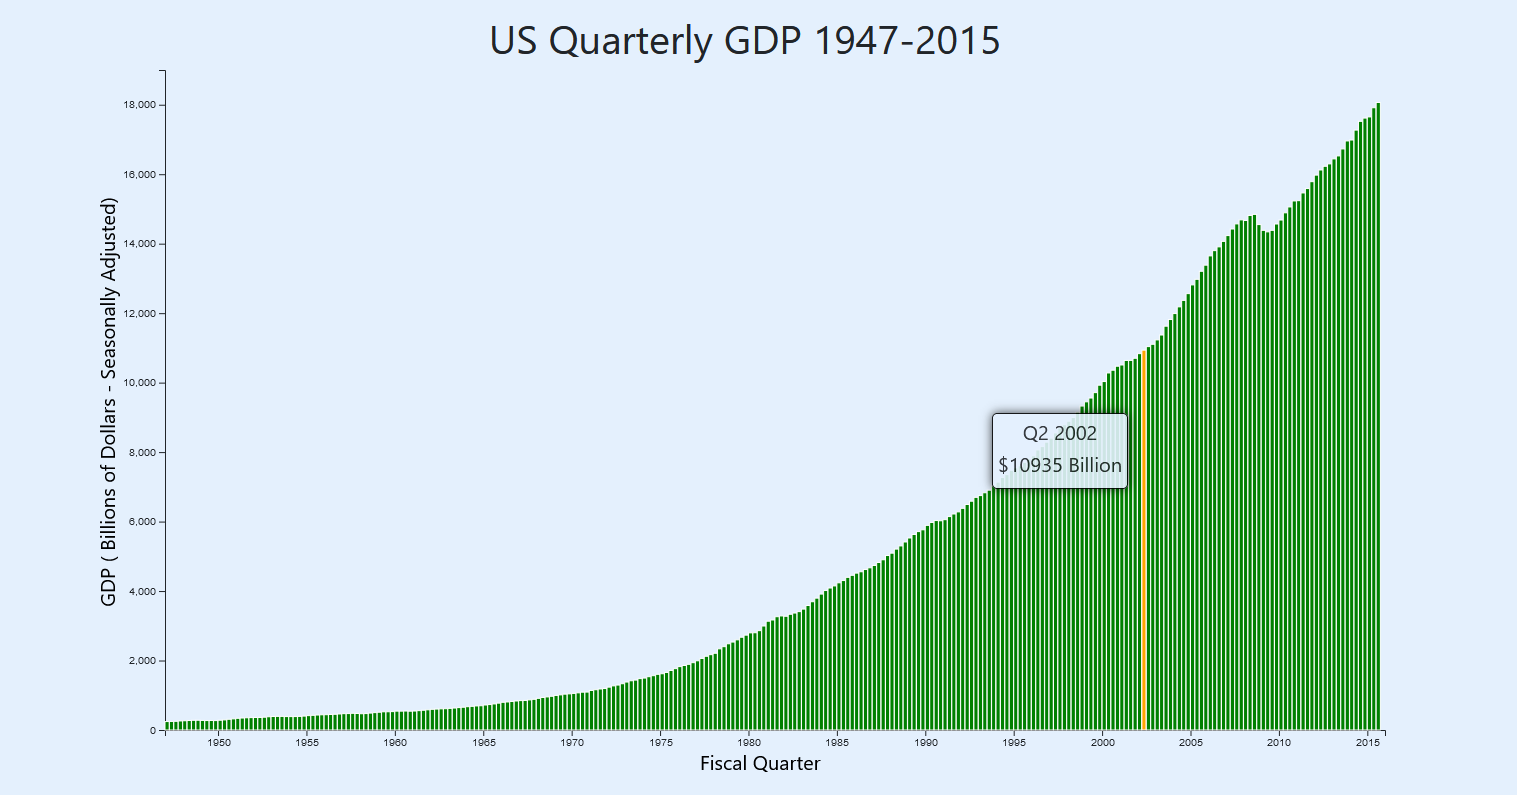 US Quarterly GDP 1947-2015
GDP ( Billions of Dollars - Seasonally Adjusted)
18,000
16,000
14,000
12,000
10,000
8,000
6,000
4,000
2,000
0
Q2 2002
$10935 Billion
1950 1955 1960 1965 1970 1975 1980 1985 1990 1995 2000 2005 2010 2015
Fiscal Quarter